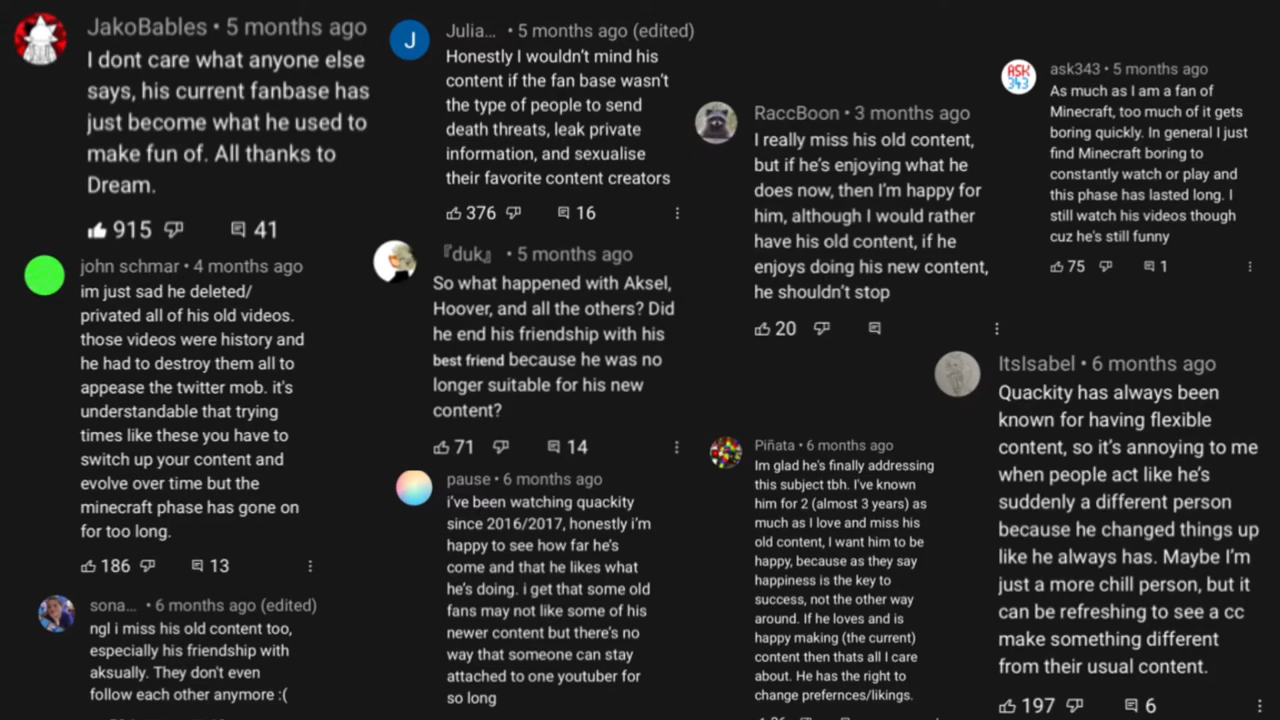 JakoBables • 5 months ago
I dont care what anyone else
says, his current fanbase has
just become what he used to
make fun of. All thanks to
Dream.
915 41
john schmar • 4 months ago
im just sad he deleted/
privated all of his old videos.
those videos were history and
he had to destroy them all to
appease the twitter mob. it's
understandable that trying
times like these you have to
switch up your content and
evolve over time but the
minecraft phase has gone on
for too long.
186 13
sona... • 6 months ago (edited)
ngl i miss his old content too,
especially his friendship with
aksually. They don't even
follow each other anymore :(
J
Julia... • 5 months ago (edited)
Honestly I wouldn't mind his
content if the fan base wasn't
the type of people to send
death threats, leak private
information, and sexualise
their favorite content creators
376 16
『duk』 • 5 months ago
So what happened with Aksel,
Hoover, and all the others? Did
he end his friendship with his
best friend because he was no
longer suitable for his new
content?
71 14
pause • 6 months ago
i've been watching quackity
since 2016/2017, honestly i'm
happy to see how far he's
come and that he likes what
he's doing. i get that some old
fans may not like some of his
newer content but there's no
way that someone can stay
attached to one youtuber for
so long
RaccBoon • 3 months ago
I really miss his old content,
but if he's enjoying what he
does now, then I'm happy for
him, although I would rather
have his old content, if he
enjoys doing his new content,
he shouldn't stop
20
Piñata • 6 months ago
Im glad he's finally addressing
this subject tbh. I've known
him for 2 (almost 3 years) as
much as I love and miss his
old content, I want him to be
happy, because as they say
happiness is the key to
success, not the other way
around. If he loves and is
happy making (the current)
content then thats all I care
about. He has the right to
change prefernces/likings.
ASK
343
ask343 • 5 months ago
As much as I am a fan of
Minecraft, too much of it gets
boring quickly. In general I just
find Minecraft boring to
constantly watch or play and
this phase has lasted long. I
still watch his videos though
cuz he's still funny
75 1
ItsIsabel • 6 months ago
Quackity has always been
known for having flexible
content, so it's annoying to me
when people act like he's
suddenly a different person
because he changed things up
like he always has. Maybe I'm
just a more chill person, but it
can be refreshing to see a cc
make something different
from their usual content.
197 6